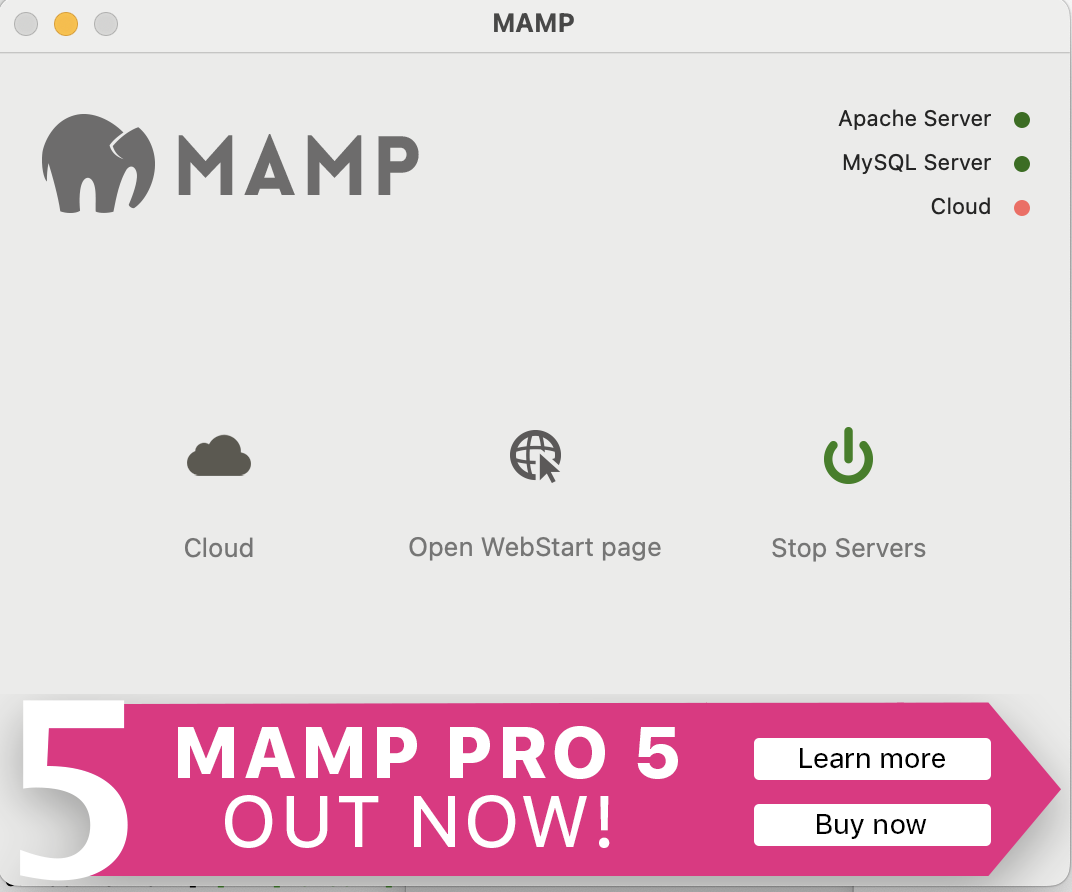 MAMP
MAMP
Apache Server
MySQL Server
Cloud
Cloud
Open WebStart page
Stop Servers
5
MAMP PRO 5
OUT NOW!
Learn more
Buy now